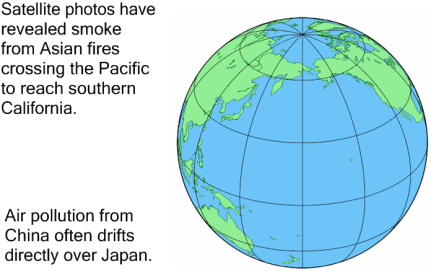 Satellite photos have
revealed smoke
from Asian fires
crossing the Pacific
to reach southern
California.
Air pollution from
China often drifts
directly over Japan.